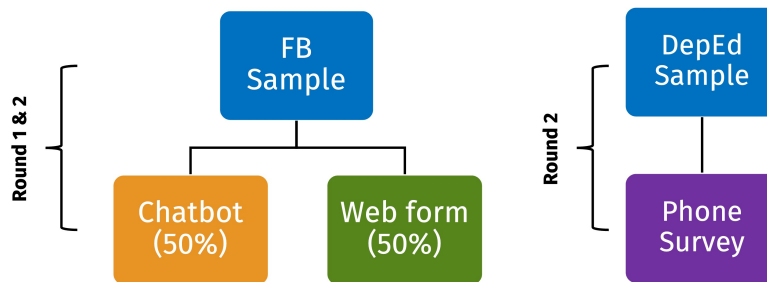 Round 1 & 2
FB
Sample
Chatbot
(50%)
Web form
(50%)
Round 2
DepEd
Sample
Phone
Survey